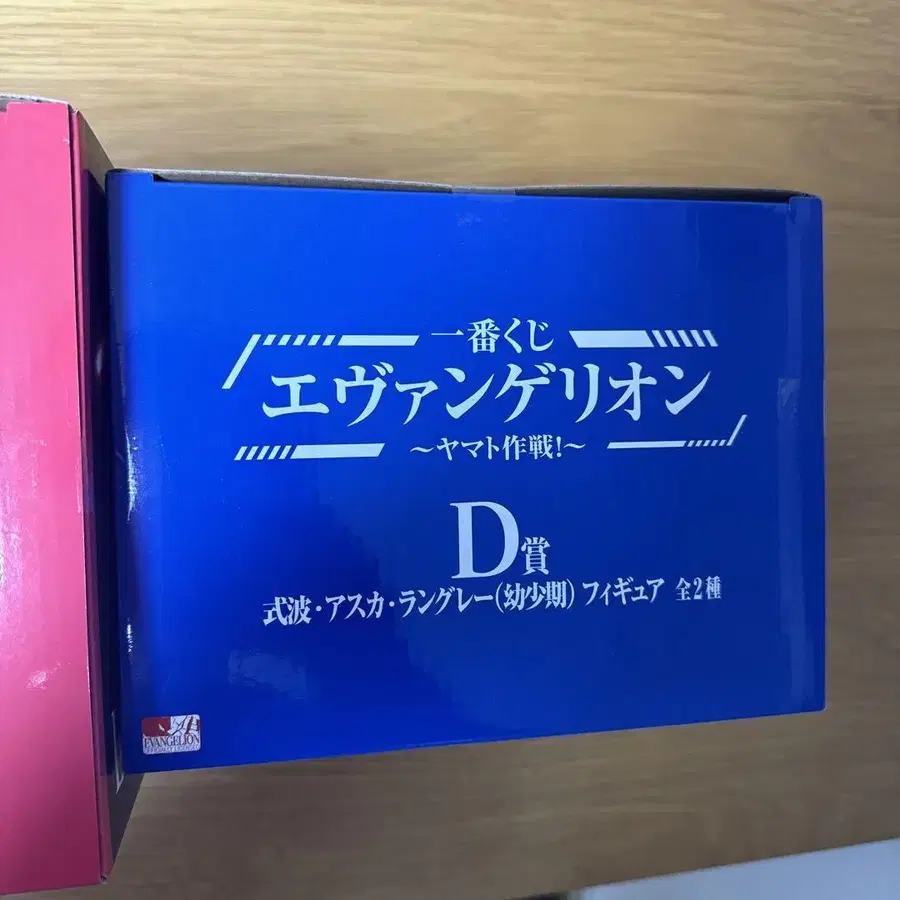 一番くじ
エヴァンゲリオン
～ヤマト作戦!～
D賞
式波・アスカ・ラングレー(幼少期) フィギュア 全2種
EVANGELION